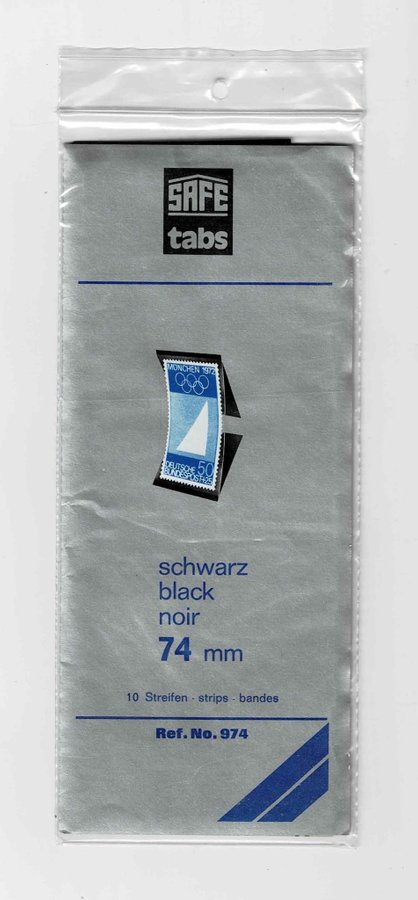 SAFE
tabs
MÜNCHEN 1972
DEUTSCHE
BUNDESPOST
50
+25
schwarz
black
noir
74 mm
10 Streifen - strips - bandes
Ref. No. 974